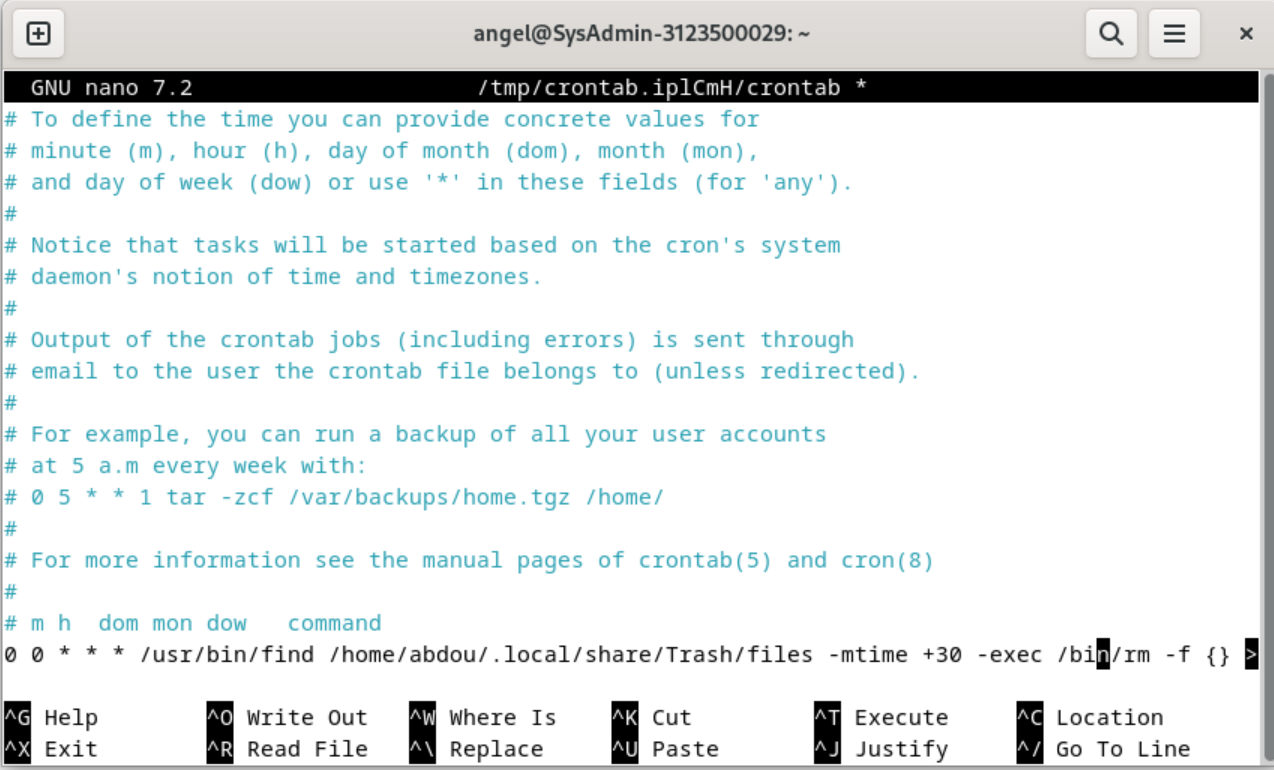 angel@SysAdmin-3123500029: ~
GNU nano 7.2 /tmp/crontab.iplCmH/crontab *
# To define the time you can provide concrete values for
# minute (m), hour (h), day of month (dom), month (mon),
# and day of week (dow) or use '*' in these fields (for 'any').
#
# Notice that tasks will be started based on the cron's system
# daemon's notion of time and timezones.
#
# Output of the crontab jobs (including errors) is sent through
# email to the user the crontab file belongs to (unless redirected).
#
# For example, you can run a backup of all your user accounts
# at 5 a.m every week with:
# 0 5 * * 1 tar -zcf /var/backups/home.tgz /home/
#
# For more information see the manual pages of crontab(5) and cron(8)
#
# m h  dom mon dow   command
0 0 * * * /usr/bin/find /home/abdou/.local/share/Trash/files -mtime +30 -exec /bin/rm -f {} >
^G Help ^O Write Out ^W Where Is ^K Cut ^T Execute ^C Location
^X Exit ^R Read File ^\ Replace ^U Paste ^J Justify ^/ Go To Line